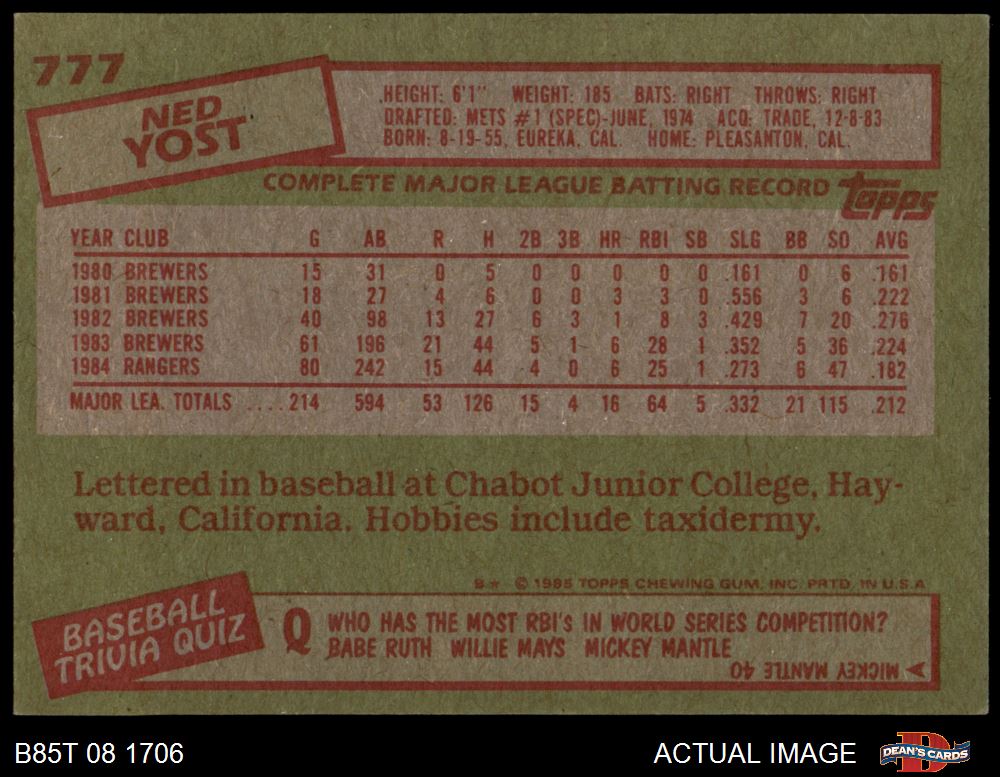 777
NED
YOST
HEIGHT: 6'1" WEIGHT: 185 BATS: RIGHT THROWS: RIGHT
DRAFTED: METS #1 (SPEC)-JUNE, 1974 ACQ: TRADE, 12-8-83
BORN: 8-19-55, EUREKA, CAL. HOME: PLEASANTON, CAL.
COMPLETE MAJOR LEAGUE BATTING RECORD topps
YEAR CLUB G AB R H 2B 3B HR RBI SB SLG BB SO AVG
1980 BREWERS 15 31 0 5 0 0 0 0 0 .161 0 6 .161
1981 BREWERS 18 27 4 6 0 0 3 3 0 .556 3 6 .222
1982 BREWERS 40 98 13 27 6 3 1 8 3 .429 7 20 .276
1983 BREWERS 61 196 21 44 5 1 6 28 1 .352 5 36 .224
1984 RANGERS 80 242 15 44 4 0 6 25 1 .273 6 47 .182
MAJOR LEA. TOTALS ....214 594 53 126 15 4 16 64 5 .332 21 115 .212
Lettered in baseball at Chabot Junior College, Hay-
ward, California. Hobbies include taxidermy.
B★ © 1985 TOPPS CHEWING GUM, INC. PRTD. IN U.S.A
BASEBALL
TRIVIA QUIZ
Q WHO HAS THE MOST RBI'S IN WORLD SERIES COMPETITION?
BABE RUTH WILLIE MAYS MICKEY MANTLE
MICKEY MANTLE 40
B85T 08 1706 ACTUAL IMAGE DEAN'S CARDS